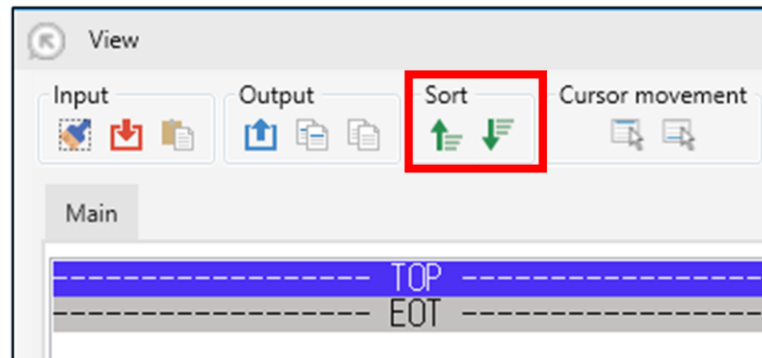 View
Input Output Sort Cursor movement
Main
------------------ TOP -----------------
------------------ EOT -----------------